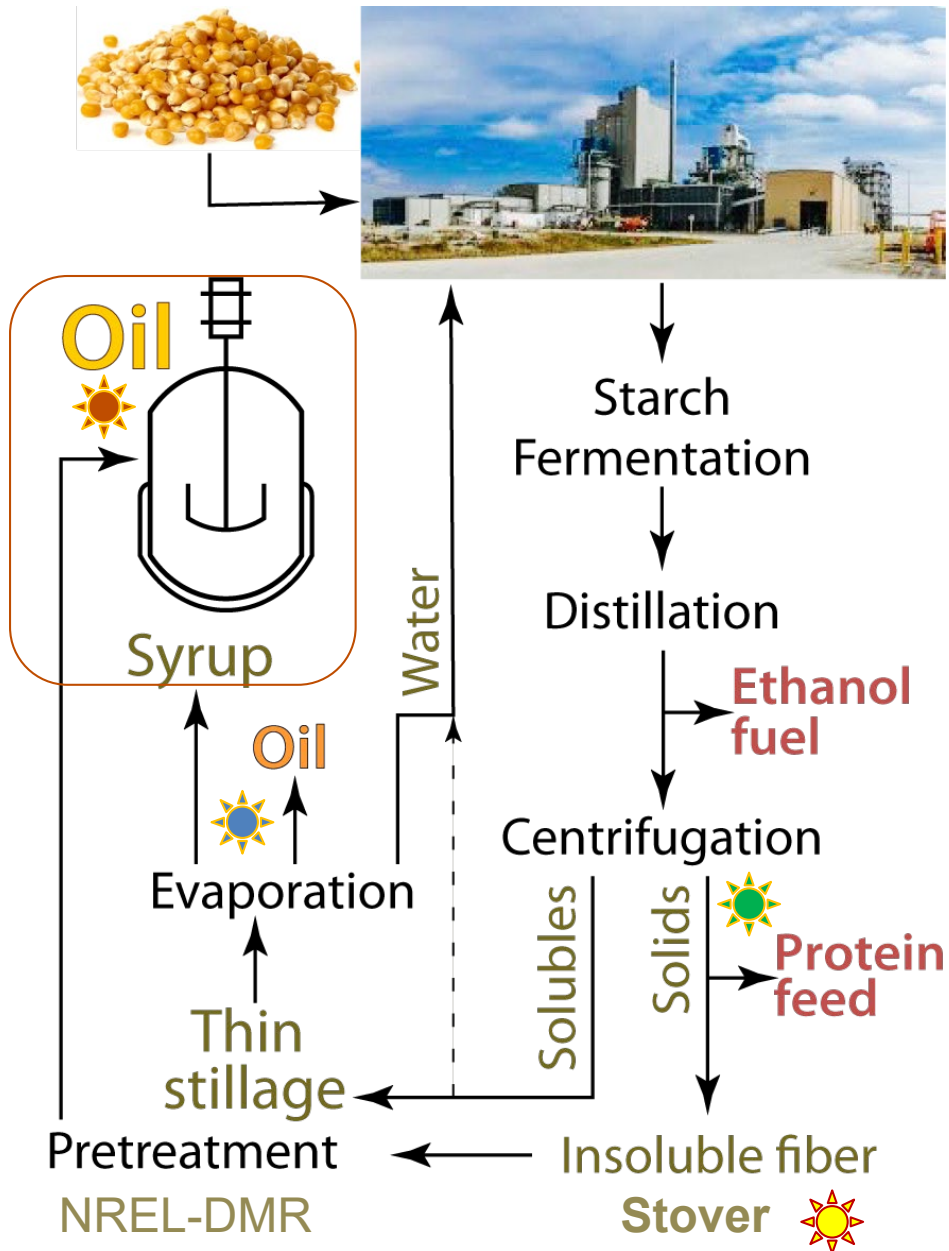 Oil
Starch
Fermentation
Distillation
Water
Syrup
Ethanol
fuel
Oil
Centrifugation
Evaporation
Solubles
Solids
Protein
feed
Thin
stillage
Pretreatment
Insoluble fiber
NREL-DMR
Stover